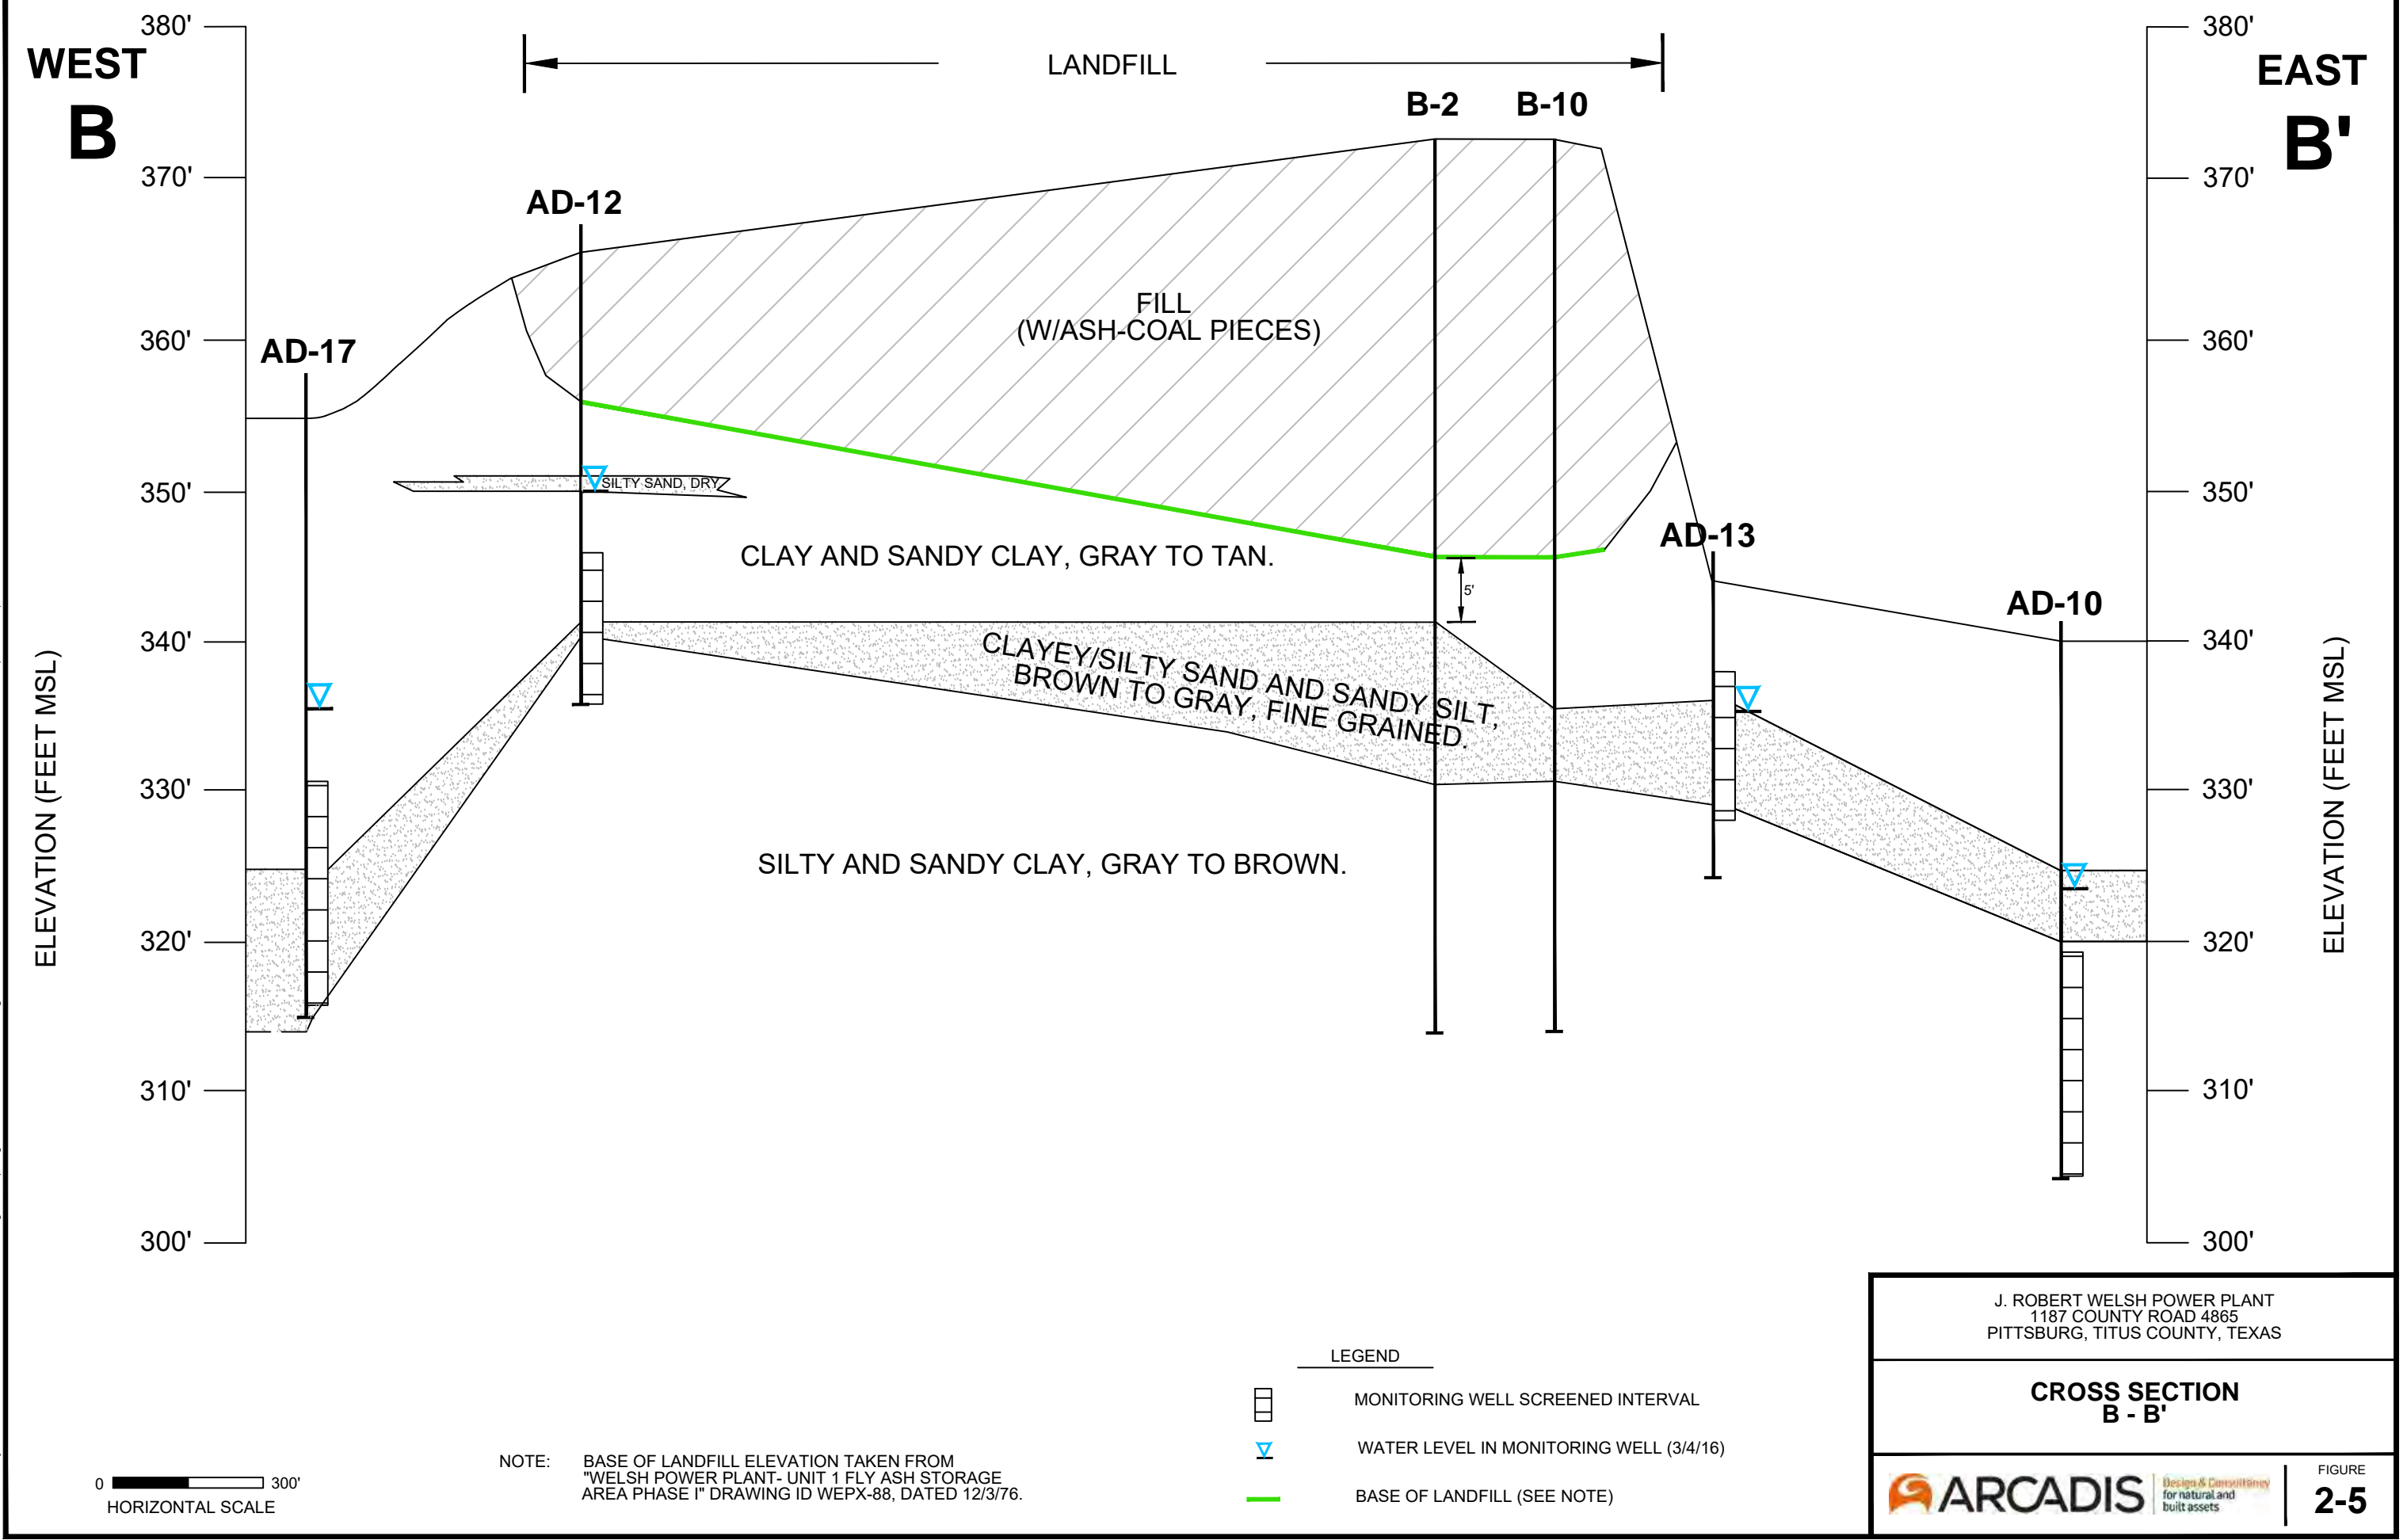 380'
380'
WEST
LANDFILL
EAST
B
B-2
B-10
B'
370'
370'
AD-12
FILL
(W/ASH-COAL PIECES)
360'
360'
AD-17
350'
SILTY SAND, DRY
350'
AD-13
CLAY AND SANDY CLAY, GRAY TO TAN.
5'
AD-10
340'
340'
CLAYEY/SILTY SAND AND SANDY SILT,
BROWN TO GRAY, FINE GRAINED.
ELEVATION (FEET MSL)
ELEVATION (FEET MSL)
330'
330'
SILTY AND SANDY CLAY, GRAY TO BROWN.
320'
320'
310'
310'
300'
300'
J. ROBERT WELSH POWER PLANT
1187 COUNTY ROAD 4865
PITTSBURG, TITUS COUNTY, TEXAS
LEGEND
MONITORING WELL SCREENED INTERVAL
WATER LEVEL IN MONITORING WELL (3/4/16)
BASE OF LANDFILL (SEE NOTE)
CROSS SECTION
B - B'
NOTE: BASE OF LANDFILL ELEVATION TAKEN FROM
"WELSH POWER PLANT- UNIT 1 FLY ASH STORAGE
AREA PHASE I" DRAWING ID WEPX-88, DATED 12/3/76.
0 300'
HORIZONTAL SCALE
ARCADIS
Design & Consultancy
for natural and
built assets
FIGURE
2-5